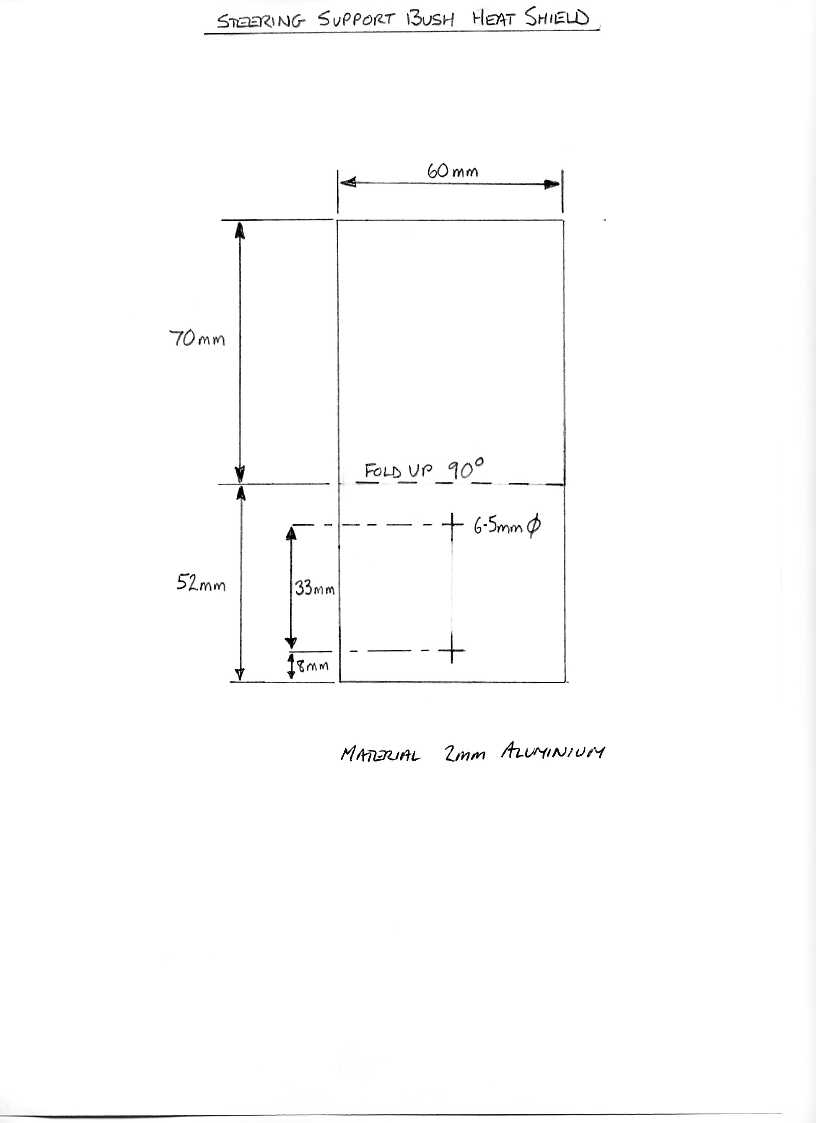 STEERING SUPPORT BUSH HEAT SHIELD
60mm
70mm
FOLD UP 90°
6·5mm ϕ
52mm
33mm
8mm
MATERIAL 2mm ALUMINIUM